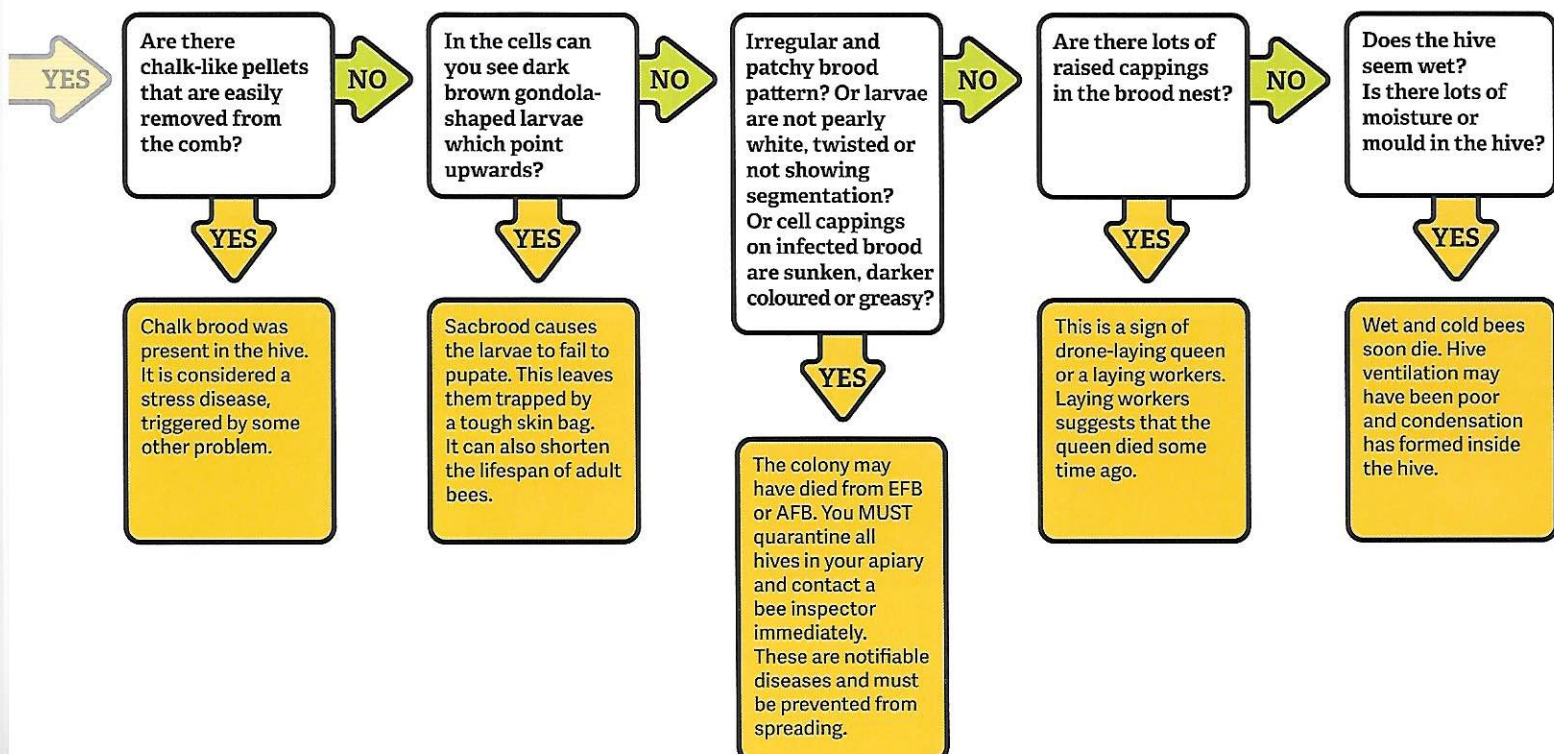 YES
Are there
chalk-like pellets
that are easily
removed from
the comb?
NO
In the cells can
you see dark
brown gondola-
shaped larvae
which point
upwards?
NO
Irregular and
patchy brood
pattern? Or larvae
are not pearly
white, twisted or
not showing
segmentation?
Or cell cappings
on infected brood
are sunken, darker
coloured or greasy?
NO
Are there lots of
raised cappings
in the brood nest?
NO
Does the hive
seem wet?
Is there lots of
moisture or
mould in the hive?
YES
YES
YES
YES
YES
Chalk brood was
present in the hive.
It is considered a
stress disease,
triggered by some
other problem.
Sacbrood causes
the larvae to fail to
pupate. This leaves
them trapped by
a tough skin bag.
It can also shorten
the lifespan of adult
bees.
The colony may
have died from EFB
or AFB. You MUST
quarantine all
hives in your apiary
and contact a
bee inspector
immediately.
These are notifiable
diseases and must
be prevented from
spreading.
This is a sign of
drone-laying queen
or a laying workers.
Laying workers
suggests that the
queen died some
time ago.
Wet and cold bees
soon die. Hive
ventilation may
have been poor
and condensation
has formed inside
the hive.